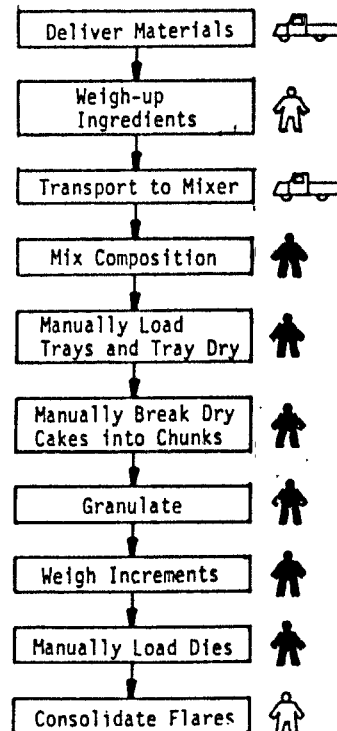 Deliver Materials
Weigh-up
Ingredients
Transport to Mixer
Mix Composition
Manually Load
Trays and Tray Dry
Manually Break Dry
Cakes into Chunks
Granulate
Weigh Increments
Manually Load Dies
Consolidate Flares